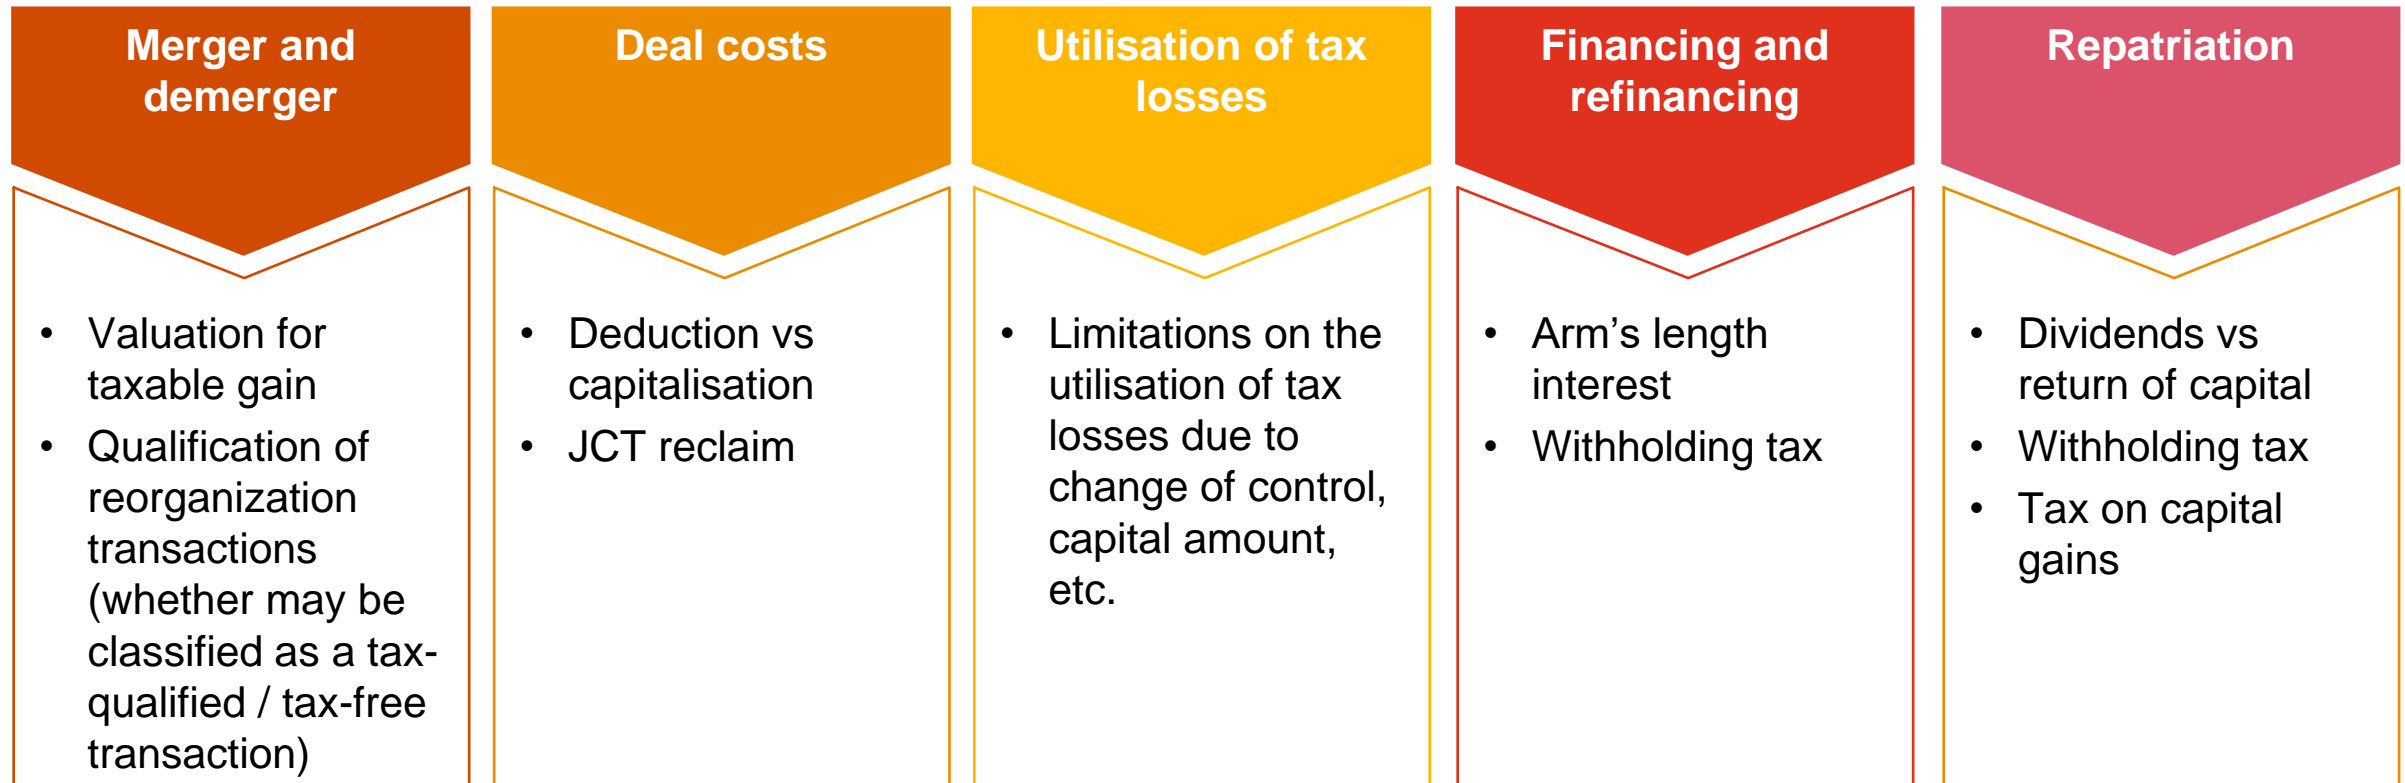 Merger and
demerger
• Valuation for
taxable gain
• Qualification of
reorganization
transactions
(whether may be
classified as a tax-
qualified / tax-free
transaction)
Deal costs
• Deduction vs
capitalisation
• JCT reclaim
Utilisation of tax
losses
• Limitations on the
utilisation of tax
losses due to
change of control,
capital amount,
etc.
Financing and
refinancing
• Arm’s length
interest
• Withholding tax
Repatriation
• Dividends vs
return of capital
• Withholding tax
• Tax on capital
gains